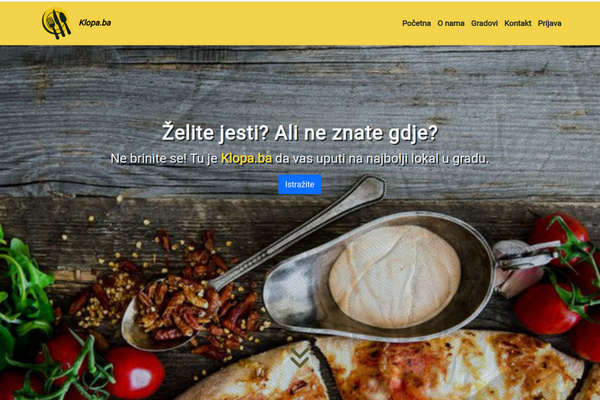 Klopa.ba
Početna O nama Gradovi Kontakt Prijava
Želite jesti? Ali ne znate gdje?
Ne brinite se! Tu je Klopa.ba da vas uputi na najbolji lokal u gradu.
Istražite